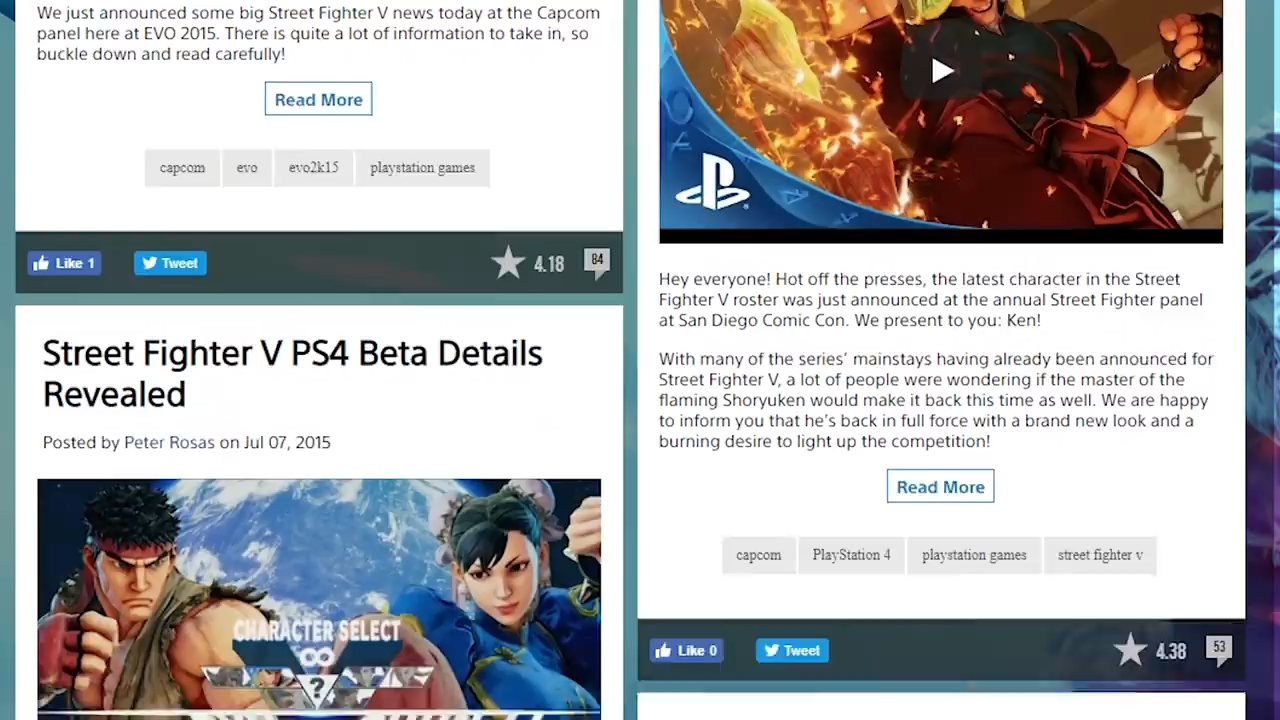 We just announced some big Street Fighter V news today at the Capcom
panel here at EVO 2015. There is quite a lot of information to take in, so
buckle down and read carefully!
Read More
capcom
evo
evo2k15
playstation games
Like 1
Tweet
4.18
84
Street Fighter V PS4 Beta Details
Revealed
Posted by Peter Rosas on Jul 07, 2015
CHARACTER SELECT
?
Hey everyone! Hot off the presses, the latest character in the Street
Fighter V roster was just announced at the annual Street Fighter panel
at San Diego Comic Con. We present to you: Ken!
With many of the series’ mainstays having already been announced for
Street Fighter V, a lot of people were wondering if the master of the
flaming Shoryuken would make it back this time as well. We are happy
to inform you that he’s back in full force with a brand new look and a
burning desire to light up the competition!
Read More
capcom
PlayStation 4
playstation games
street fighter v
Like 0
Tweet
4.38
53